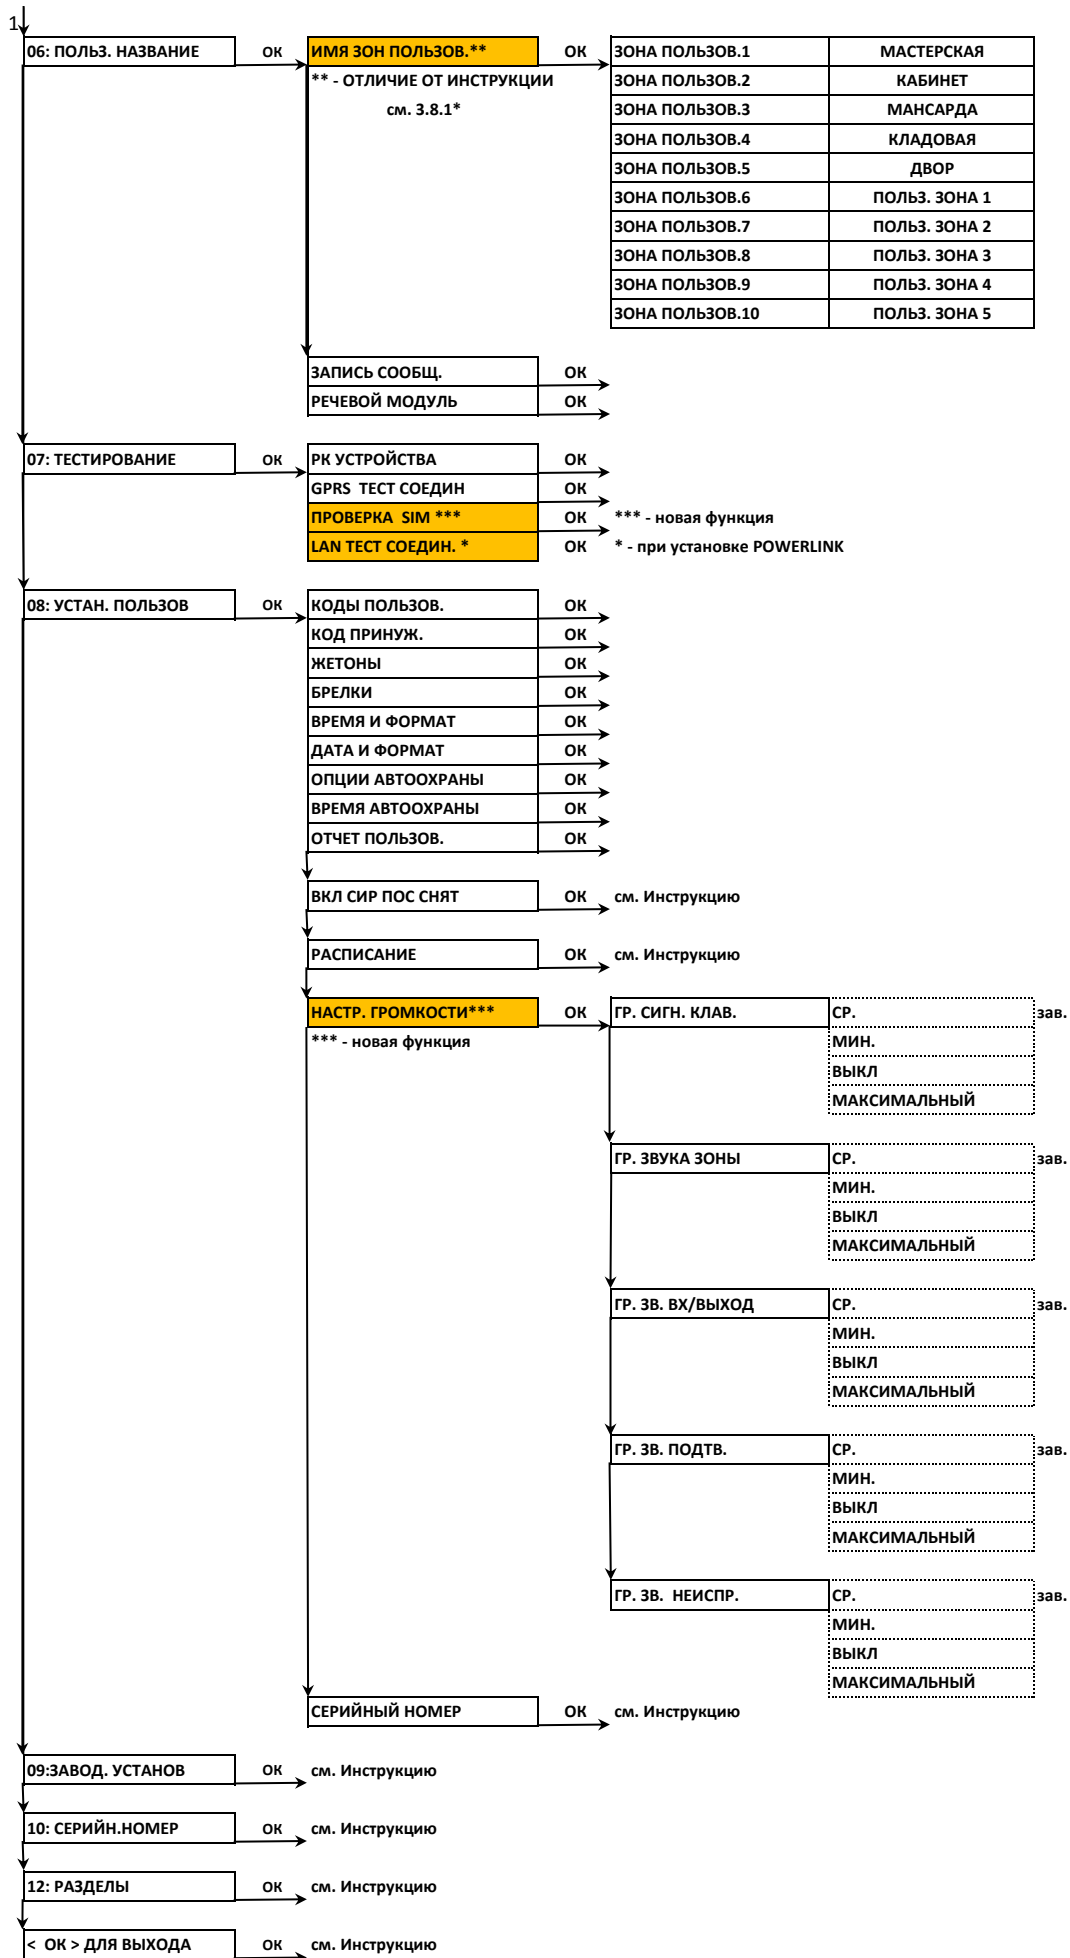 1
06: ПОЛЬЗ. НАЗВАНИЕ ОК ИМЯ ЗОН ПОЛЬЗОВ.** ОК ЗОНА ПОЛЬЗОВ.1 МАСТЕРСКАЯ
** - ОТЛИЧИЕ ОТ ИНСТРУКЦИИ ЗОНА ПОЛЬЗОВ.2 КАБИНЕТ
см. 3.8.1* ЗОНА ПОЛЬЗОВ.3 МАНСАРДА
ЗОНА ПОЛЬЗОВ.4 КЛАДОВАЯ
ЗОНА ПОЛЬЗОВ.5 ДВОР
ЗОНА ПОЛЬЗОВ.6 ПОЛЬЗ. ЗОНА 1
ЗОНА ПОЛЬЗОВ.7 ПОЛЬЗ. ЗОНА 2
ЗОНА ПОЛЬЗОВ.8 ПОЛЬЗ. ЗОНА 3
ЗОНА ПОЛЬЗОВ.9 ПОЛЬЗ. ЗОНА 4
ЗОНА ПОЛЬЗОВ.10 ПОЛЬЗ. ЗОНА 5
ЗАПИСЬ СООБЩ. ОК
РЕЧЕВОЙ МОДУЛЬ ОК
07: ТЕСТИРОВАНИЕ ОК РК УСТРОЙСТВА ОК
GPRS ТЕСТ СОЕДИН ОК
ПРОВЕРКА SIM *** ОК *** - новая функция
LAN ТЕСТ СОЕДИН. * ОК * - при установке POWERLINK
08: УСТАН. ПОЛЬЗОВ ОК КОДЫ ПОЛЬЗОВ. ОК
КОД ПРИНУЖ. ОК
ЖЕТОНЫ ОК
БРЕЛКИ ОК
ВРЕМЯ И ФОРМАТ ОК
ДАТА И ФОРМАТ ОК
ОПЦИИ АВТООХРАНЫ ОК
ВРЕМЯ АВТООХРАНЫ ОК
ОТЧЕТ ПОЛЬЗОВ. ОК
ВКЛ СИР ПОС СНЯТ ОК см. Инструкцию
РАСПИСАНИЕ ОК см. Инструкцию
НАСТР. ГРОМКОСТИ*** ОК ГР. СИГН. КЛАВ. СР. зав.
*** - новая функция МИН.
ВЫКЛ
МАКСИМАЛЬНЫЙ
ГР. ЗВУКА ЗОНЫ СР. зав.
МИН.
ВЫКЛ
МАКСИМАЛЬНЫЙ
ГР. ЗВ. ВХ/ВЫХОД СР. зав.
МИН.
ВЫКЛ
МАКСИМАЛЬНЫЙ
ГР. ЗВ. ПОДТВ. СР. зав.
МИН.
ВЫКЛ
МАКСИМАЛЬНЫЙ
ГР. ЗВ. НЕИСПР. СР. зав.
МИН.
ВЫКЛ
МАКСИМАЛЬНЫЙ
СЕРИЙНЫЙ НОМЕР ОК см. Инструкцию
09:ЗАВОД. УСТАНОВ ОК см. Инструкцию
10: СЕРИЙН.НОМЕР ОК см. Инструкцию
12: РАЗДЕЛЫ ОК см. Инструкцию
< ОК > ДЛЯ ВЫХОДА ОК см. Инструкцию